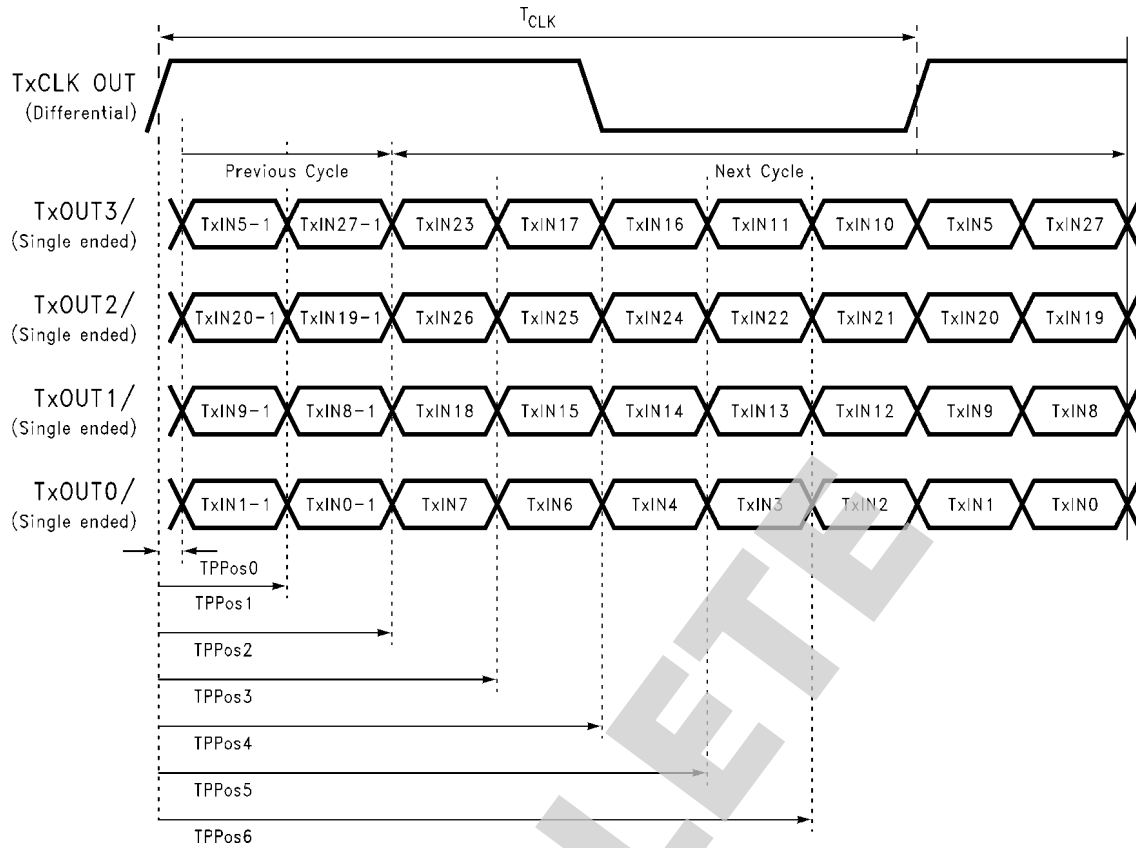 TCLK
TxCLK OUT
(Differential)
Previous Cycle
Next Cycle
TxOUT3/
(Single ended)
TxIN5-1 TxIN27-1 TxIN23 TxIN17 TxIN16 TxIN11 TxIN10 TxIN5 TxIN27
TxOUT2/
(Single ended)
TxIN20-1 TxIN19-1 TxIN26 TxIN25 TxIN24 TxIN22 TxIN21 TxIN20 TxIN19
TxOUT1/
(Single ended)
TxIN9-1 TxIN8-1 TxIN18 TxIN15 TxIN14 TxIN13 TxIN12 TxIN9 TxIN8
TxOUT0/
(Single ended)
TxIN1-1 TxIN0-1 TxIN7 TxIN6 TxIN4 TxIN3 TxIN2 TxIN1 TxIN0
TPPos0
TPPos1
TPPos2
TPPos3
TPPos4
TPPos5
TPPos6
LETE